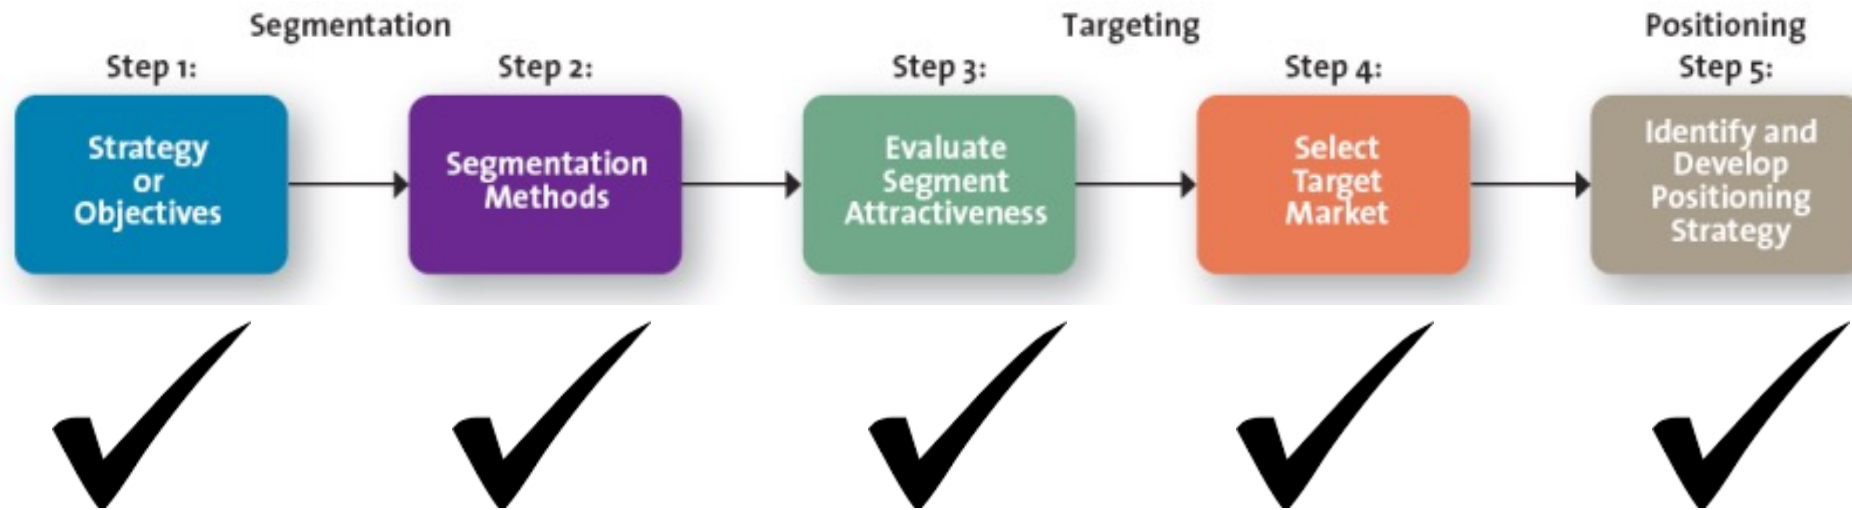 Segmentation
Targeting
Positioning
Step 1:
Step 2:
Step 3:
Step 4:
Step 5:
Strategy
or
Objectives
Segmentation
Methods
Evaluate
Segment
Attractiveness
Select
Target
Market
Identify and
Develop
Positioning
Strategy